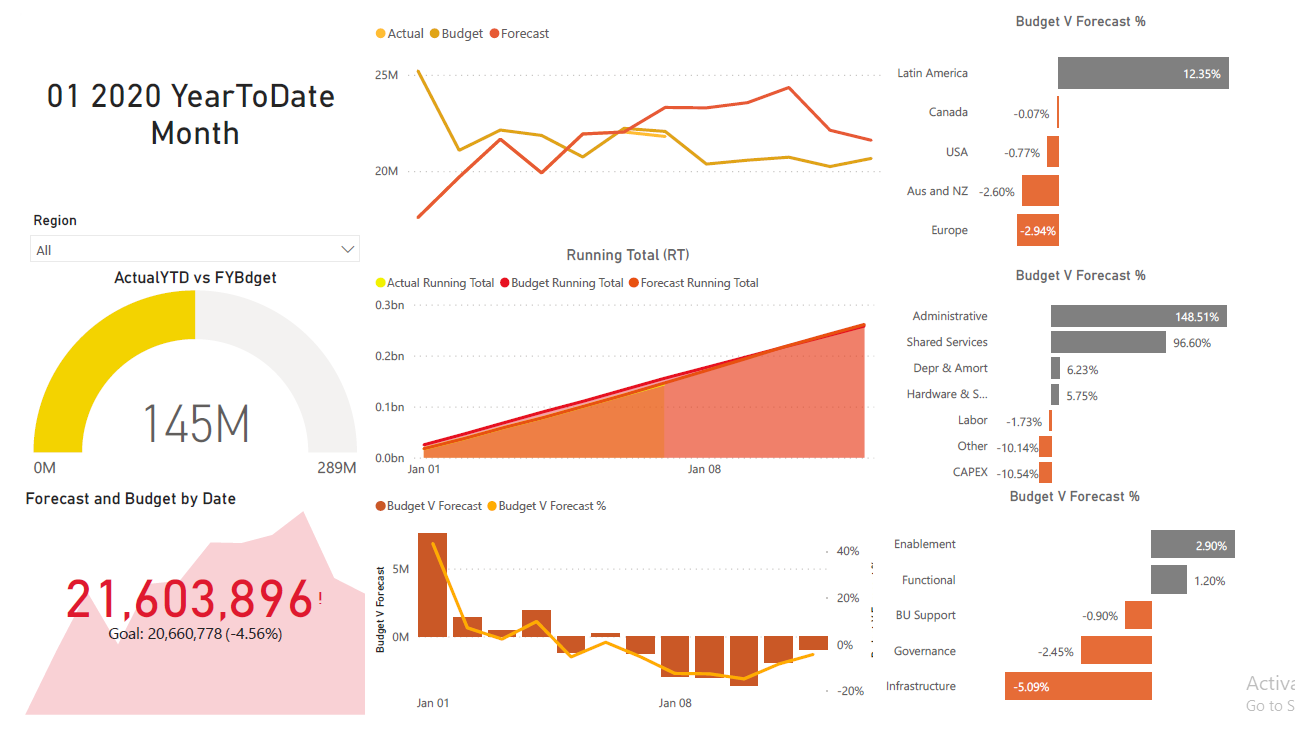 01 2020 YearToDate
Month
Region
All
ActualYTD vs FYBdget
145M
0M
289M
Forecast and Budget by Date
21,603,896!
Goal: 20,660,778 (-4.56%)
Actual Budget Forecast
25M
20M
Running Total (RT)
Actual Running Total Budget Running Total Forecast Running Total
0.3bn
0.2bn
0.1bn
0.0bn
Jan 01
Jan 08
Budget V Forecast Budget V Forecast %
Budget V Forecast
5M
0M
40%
20%
0%
-20%
Jan 01
Jan 08
Budget V Forecast %
Latin America 12.35%
Canada -0.07%
USA -0.77%
Aus and NZ -2.60%
Europe -2.94%
Budget V Forecast %
Administrative 148.51%
Shared Services 96.60%
Depr & Amort 6.23%
Hardware & S... 5.75%
Labor -1.73%
Other -10.14%
CAPEX -10.54%
Budget V Forecast %
Enablement 2.90%
Functional 1.20%
BU Support -0.90%
Governance -2.45%
Infrastructure -5.09%
Activa
Go to S